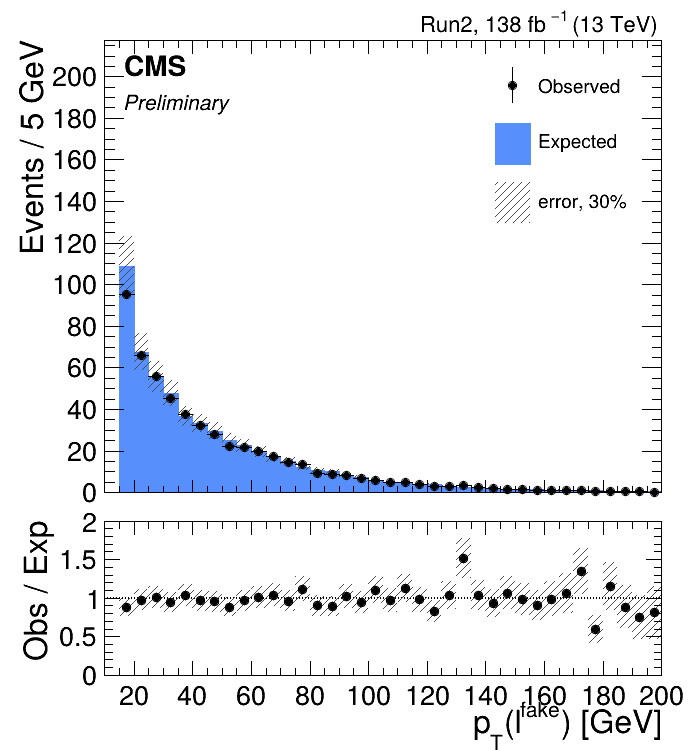 Run2, 138 fb⁻¹ (13 TeV)
CMS
Preliminary
Observed
Expected
error, 30%
Events / 5 GeV
200
180
160
140
120
100
80
60
40
20
0
Obs / Exp
2
1.5
1
0.5
0
20 40 60 80 100 120 140 160 180 200
p_T(l^fake) [GeV]